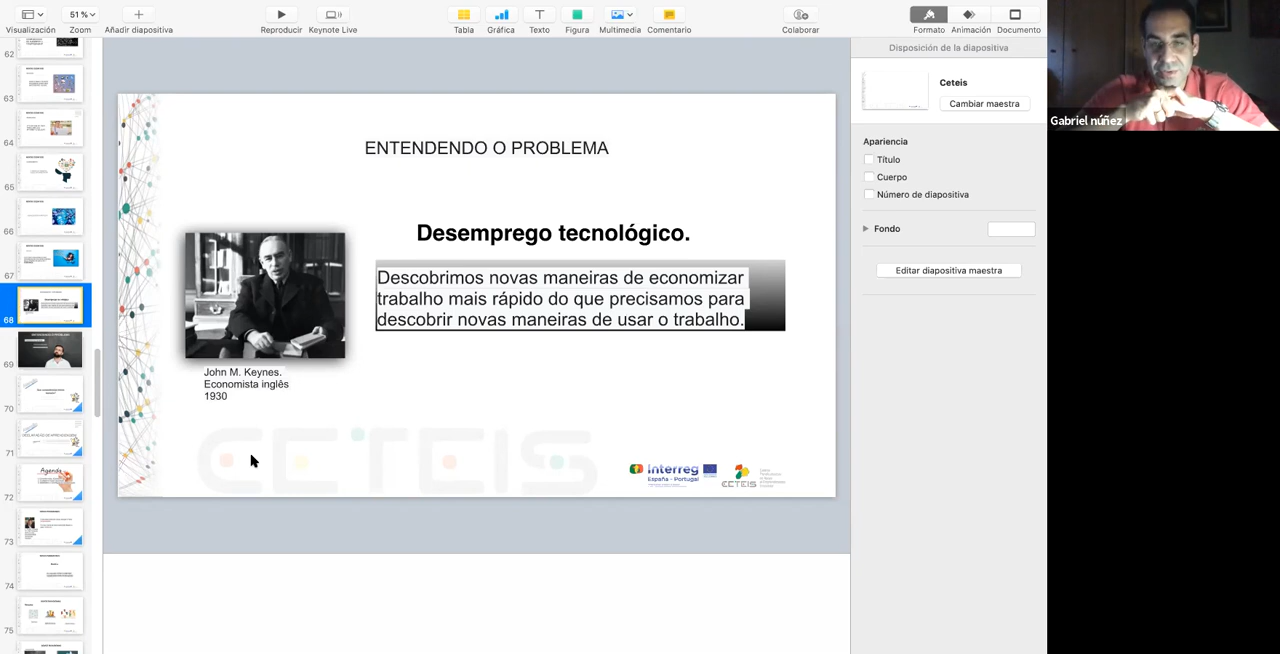 Visualización
51 %
Zoom
Añadir diapositiva
Reproducir
Keynote Live
Tabla
Gráfica
Texto
Figura
Multimedia
Comentario
Colaborar
Formato
Animación
Documento
62
63
64
65
66
67
68
69
70
71
72
73
74
75
Agenda
ENTENDENDO O PROBLEMA
Desemprego tecnológico.
Descobrimos novas maneiras de economizar
trabalho mais rápido do que precisamos para
descobrir novas maneiras de usar o trabalho.
John M. Keynes.
Economista inglês
1930
CETEIS
Interreg
España - Portugal
CETEIS
Disposición de la diapositiva
Ceteis
Cambiar maestra
Apariencia
Título
Cuerpo
Número de diapositiva
Fondo
Editar diapositiva maestra
Gabriel núñez